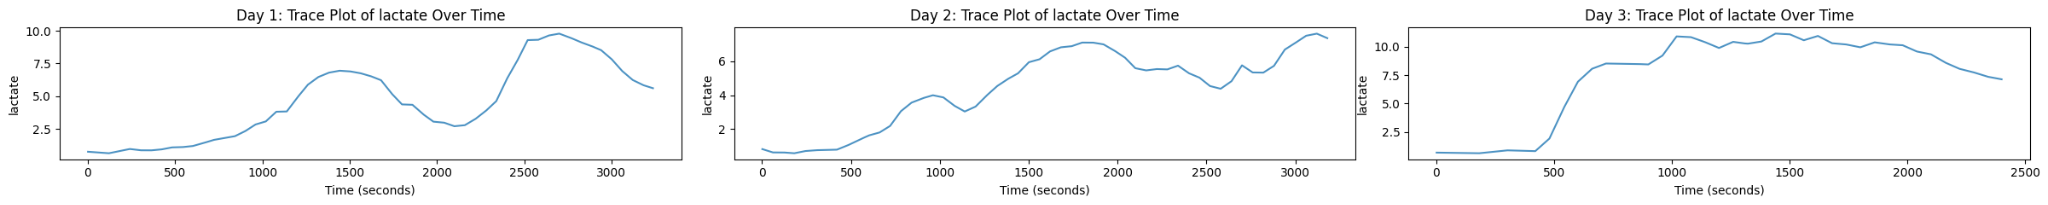 Day 1: Trace Plot of lactate Over Time
10.0
7.5
5.0
2.5
lactate
0 500 1000 1500 2000 2500 3000
Time (seconds)
Day 2: Trace Plot of lactate Over Time
6
4
2
lactate
0 500 1000 1500 2000 2500 3000
Time (seconds)
Day 3: Trace Plot of lactate Over Time
10.0
7.5
5.0
2.5
lactate
0 500 1000 1500 2000 2500
Time (seconds)